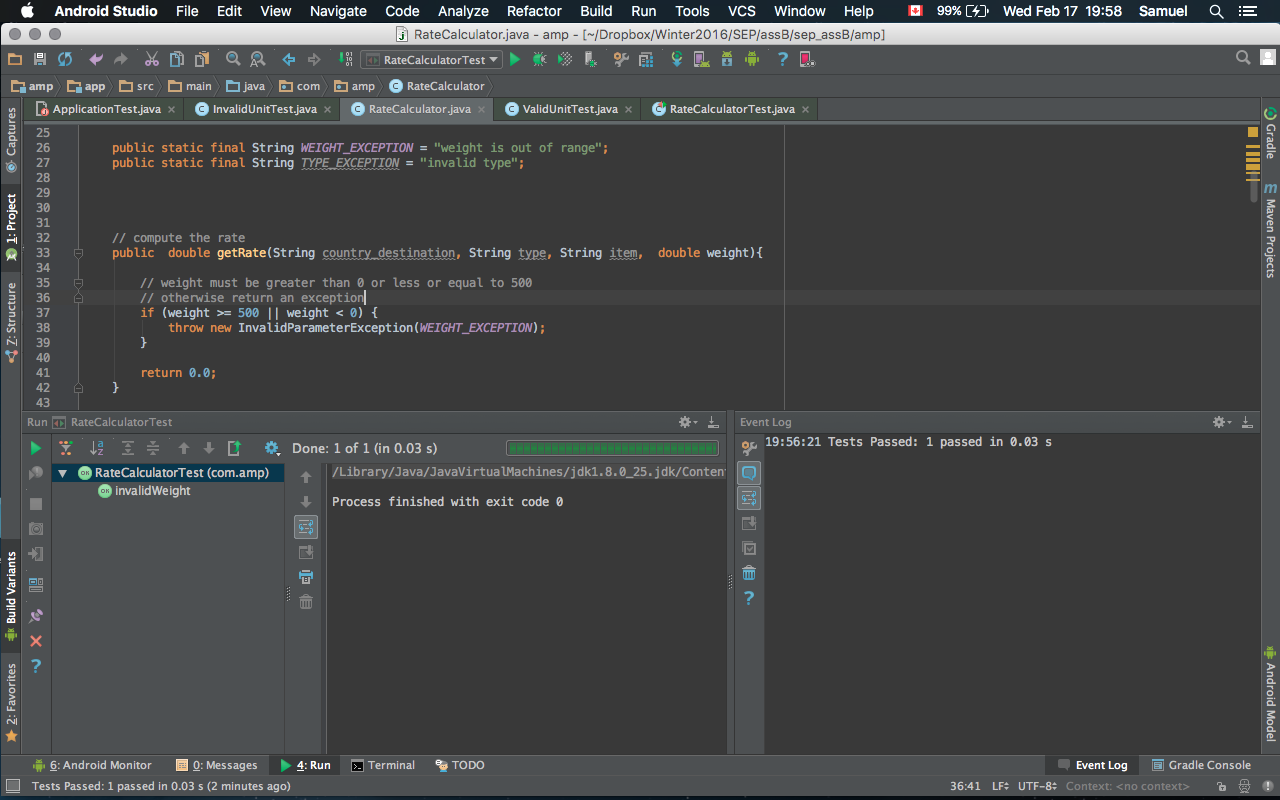 Android Studio File Edit View Navigate Code Analyze Refactor Build Run Tools VCS Window Help 99% Wed Feb 17 19:58 Samuel
RateCalculator.java - amp - [~/Dropbox/Winter2016/SEP/assB/sep_assB/amp]
RateCalculatorTest
amp app src main java com amp RateCalculator
ApplicationTest.java InvalidUnitTest.java RateCalculator.java ValidUnitTest.java RateCalculatorTest.java
Captures
1: Project
Z: Structure
Build Variants
2: Favorites
25
26 public static final String WEIGHT_EXCEPTION = "weight is out of range";
27 public static final String TYPE_EXCEPTION = "invalid type";
28
29
30
31
32 // compute the rate
33 public  double getRate(String country_destination, String type, String item,  double weight){
34
35 // weight must be greater than 0 or less or equal to 500
36 // otherwise return an exception
37 if (weight >= 500 || weight < 0) {
38 throw new InvalidParameterException(WEIGHT_EXCEPTION);
39 }
40
41 return 0.0;
42 }
43
Gradle
Maven Projects
Android Model
Run RateCalculatorTest
Done: 1 of 1 (in 0.03 s)
RateCalculatorTest (com.amp)
invalidWeight
/Library/Java/JavaVirtualMachines/jdk1.8.0_25.jdk/Conten
Process finished with exit code 0
Event Log
19:56:21 Tests Passed: 1 passed in 0.03 s
6: Android Monitor 0: Messages 4: Run Terminal TODO Event Log Gradle Console
Tests Passed: 1 passed in 0.03 s (2 minutes ago) 36:41 LF UTF-8 Context: <no context>